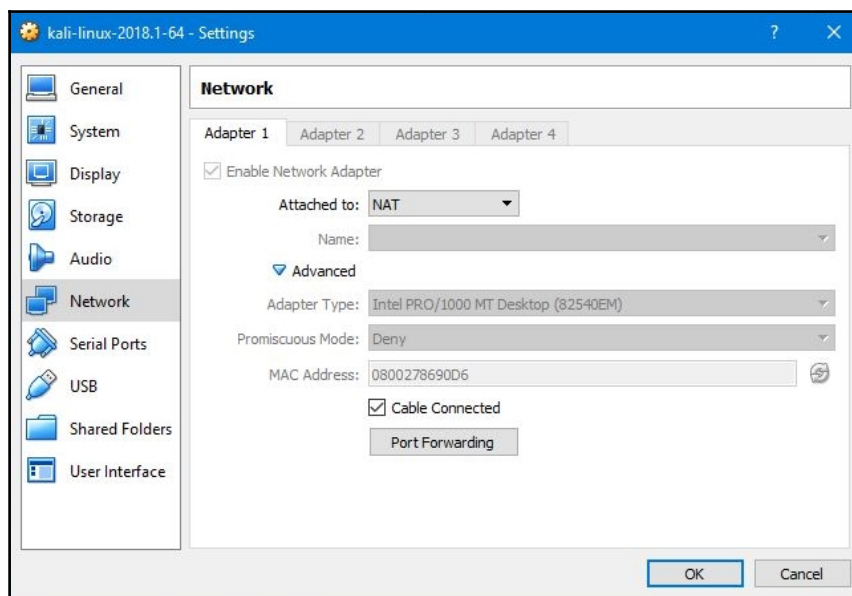 kali-linux-2018.1-64 - Settings ?
General
System
Display
Storage
Audio
Network
Serial Ports
USB
Shared Folders
User Interface
Network
Adapter 1 Adapter 2 Adapter 3 Adapter 4
Enable Network Adapter
Attached to: NAT
Name:
Advanced
Adapter Type: Intel PRO/1000 MT Desktop (82540EM)
Promiscuous Mode: Deny
MAC Address: 0800278690D6
Cable Connected
Port Forwarding
OK Cancel